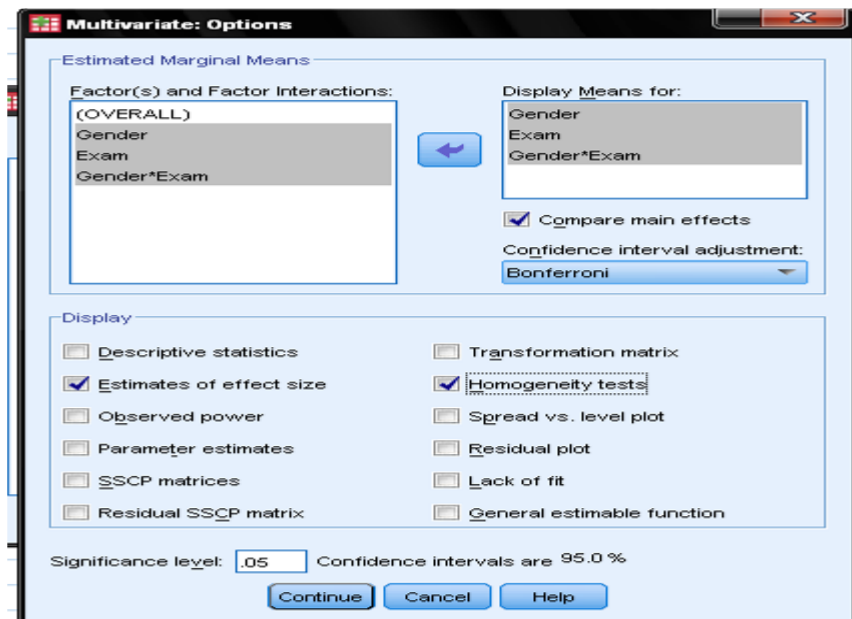 Multivariate: Options
Estimated Marginal Means
Factor(s) and Factor Interactions:
(OVERALL)
Gender
Exam
Gender*Exam
Display Means for:
Gender
Exam
Gender*Exam
Compare main effects
Confidence interval adjustment:
Bonferroni
Display
Descriptive statistics
Transformation matrix
Estimates of effect size
Homogeneity tests
Observed power
Spread vs. level plot
Parameter estimates
Residual plot
SSCP matrices
Lack of fit
Residual SSCP matrix
General estimable function
Significance level: .05 Confidence intervals are 95.0 %
Continue Cancel Help